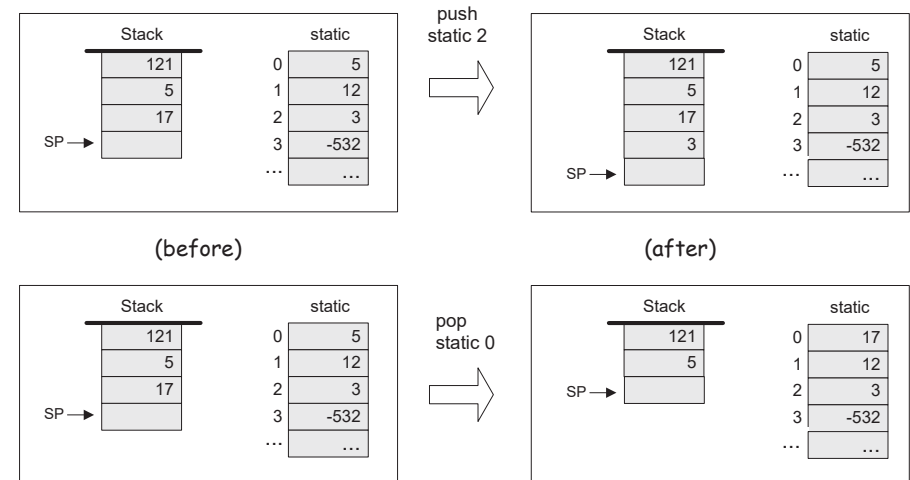 push
static 2
Stack static
121 0 5
5 1 12
17 2 3
SP 3 -532
... ...
Stack static
121 0 5
5 1 12
17 2 3
3 3 -532
SP ... ...
(before) (after)
pop
static 0
Stack static
121 0 5
5 1 12
17 2 3
SP 3 -532
... ...
Stack static
121 0 17
5 1 12
SP 2 3
3 -532
... ...